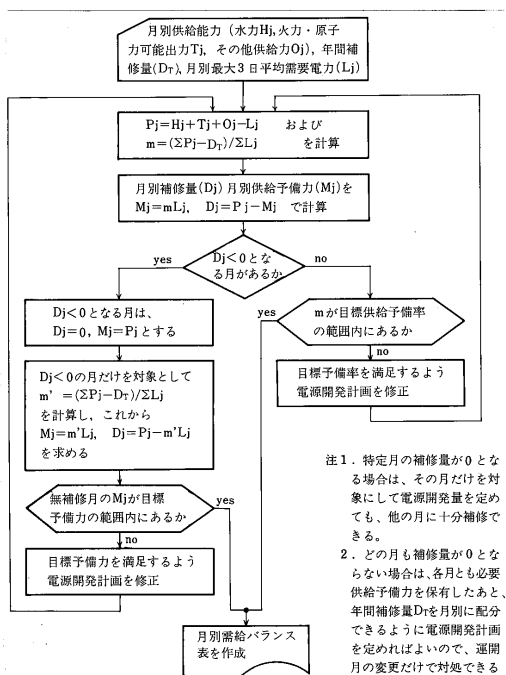 月別供給能力（水力Hj,火力・原子
力可能出力Tj, その他供給力Oj), 年間補
修量(DT),月別最大3日平均需要電力(Lj)
Pj=Hj+Tj+Oj-Lj および
m=(ΣPj-DT)/ΣLj を計算
月別補修量(Dj)月別供給予備力(Mj)を
Mj=mLj, Dj=Pj-Mj で計算
Dj<0とな
る月があるか
yes
no
Dj<0となる月は、
Dj=0, Mj=Pjとする
yes
mが目標供給予備率
の範囲内にあるか
no
Dj<0の月だけを対象として
m'=(ΣPj-DT)/ΣLj
を計算し，これから
Mj=m'Lj, Dj=Pj-m'Lj
を求める
目標予備率を満足するよう
電源開発計画を修正
無補修月のMjが目標
予備力の範囲内にあるか
yes
no
目標予備力を満足するよう
電源開発計画を修正
月別需給バランス
表を作成
注1．特定月の補修量が0とな
る場合は、その月だけを対
象にして電源開発量を定め
ても、他の月に十分補修で
きる。
2．どの月も補修量が0となら
ない場合は、各月とも必要
供給予備力を保有したあと、
年間補修量DTを月別に配分
できるように電源開発計画
を定めればよいので、運開
月の変更だけで対処できる